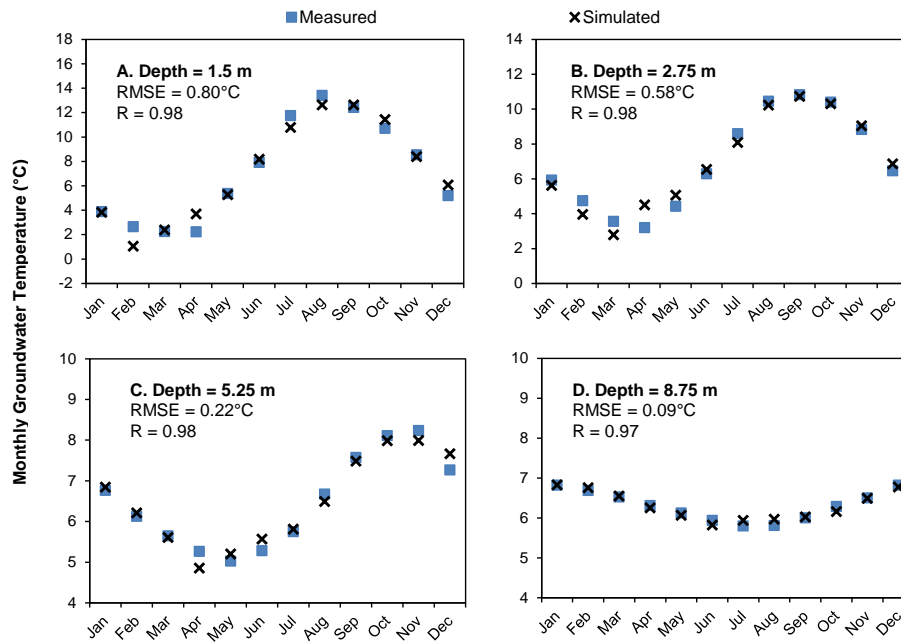 Measured Simulated
Monthly Groundwater Temperature (°C)
A. Depth = 1.5 m
RMSE = 0.80°C
R = 0.98
18
16
14
12
10
8
6
4
2
0
-2
Jan Feb Mar Apr May Jun Jul Aug Sep Oct Nov Dec
B. Depth = 2.75 m
RMSE = 0.58°C
R = 0.98
14
12
10
8
6
4
2
0
Jan Feb Mar Apr May Jun Jul Aug Sep Oct Nov Dec
C. Depth = 5.25 m
RMSE = 0.22°C
R = 0.98
10
9
8
7
6
5
4
Jan Feb Mar Apr May Jun Jul Aug Sep Oct Nov Dec
D. Depth = 8.75 m
RMSE = 0.09°C
R = 0.97
10
9
8
7
6
5
4
Jan Feb Mar Apr May Jun Jul Aug Sep Oct Nov Dec